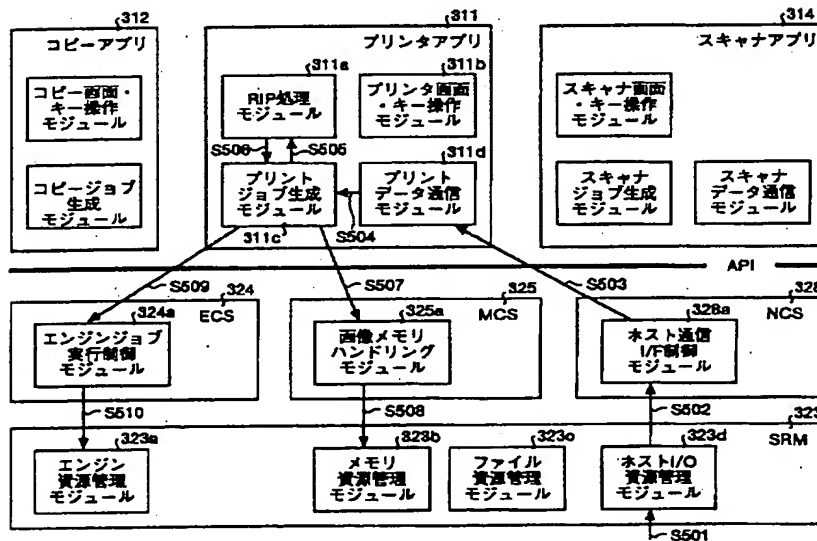 312
コピーアプリ
コピー画面・
キー操作
モジュール
コピージョブ
生成
モジュール
311
プリンタアプリ
311a
RIP処理
モジュール
311b
プリンタ画面
・キー操作
モジュール
S506
S505
311d
プリント
ジョブ生成
モジュール
311c
プリント
データ通信
モジュール
S504
314
スキャナアプリ
スキャナ画面
・キー操作
モジュール
スキャナ
ジョブ生成
モジュール
スキャナ
データ通信
モジュール
API
S509
S507
S503
324
ECS
324a
エンジンジョブ
実行制御
モジュール
325
MCS
325a
画像メモリ
ハンドリング
モジュール
328
NCS
328a
ホスト通信
I/F制御
モジュール
S510
S508
S502
323
SRM
323a
エンジン
資源管理
モジュール
323b
メモリ
資源管理
モジュール
323c
ファイル
資源管理
モジュール
323d
ホストI/O
資源管理
モジュール
S501